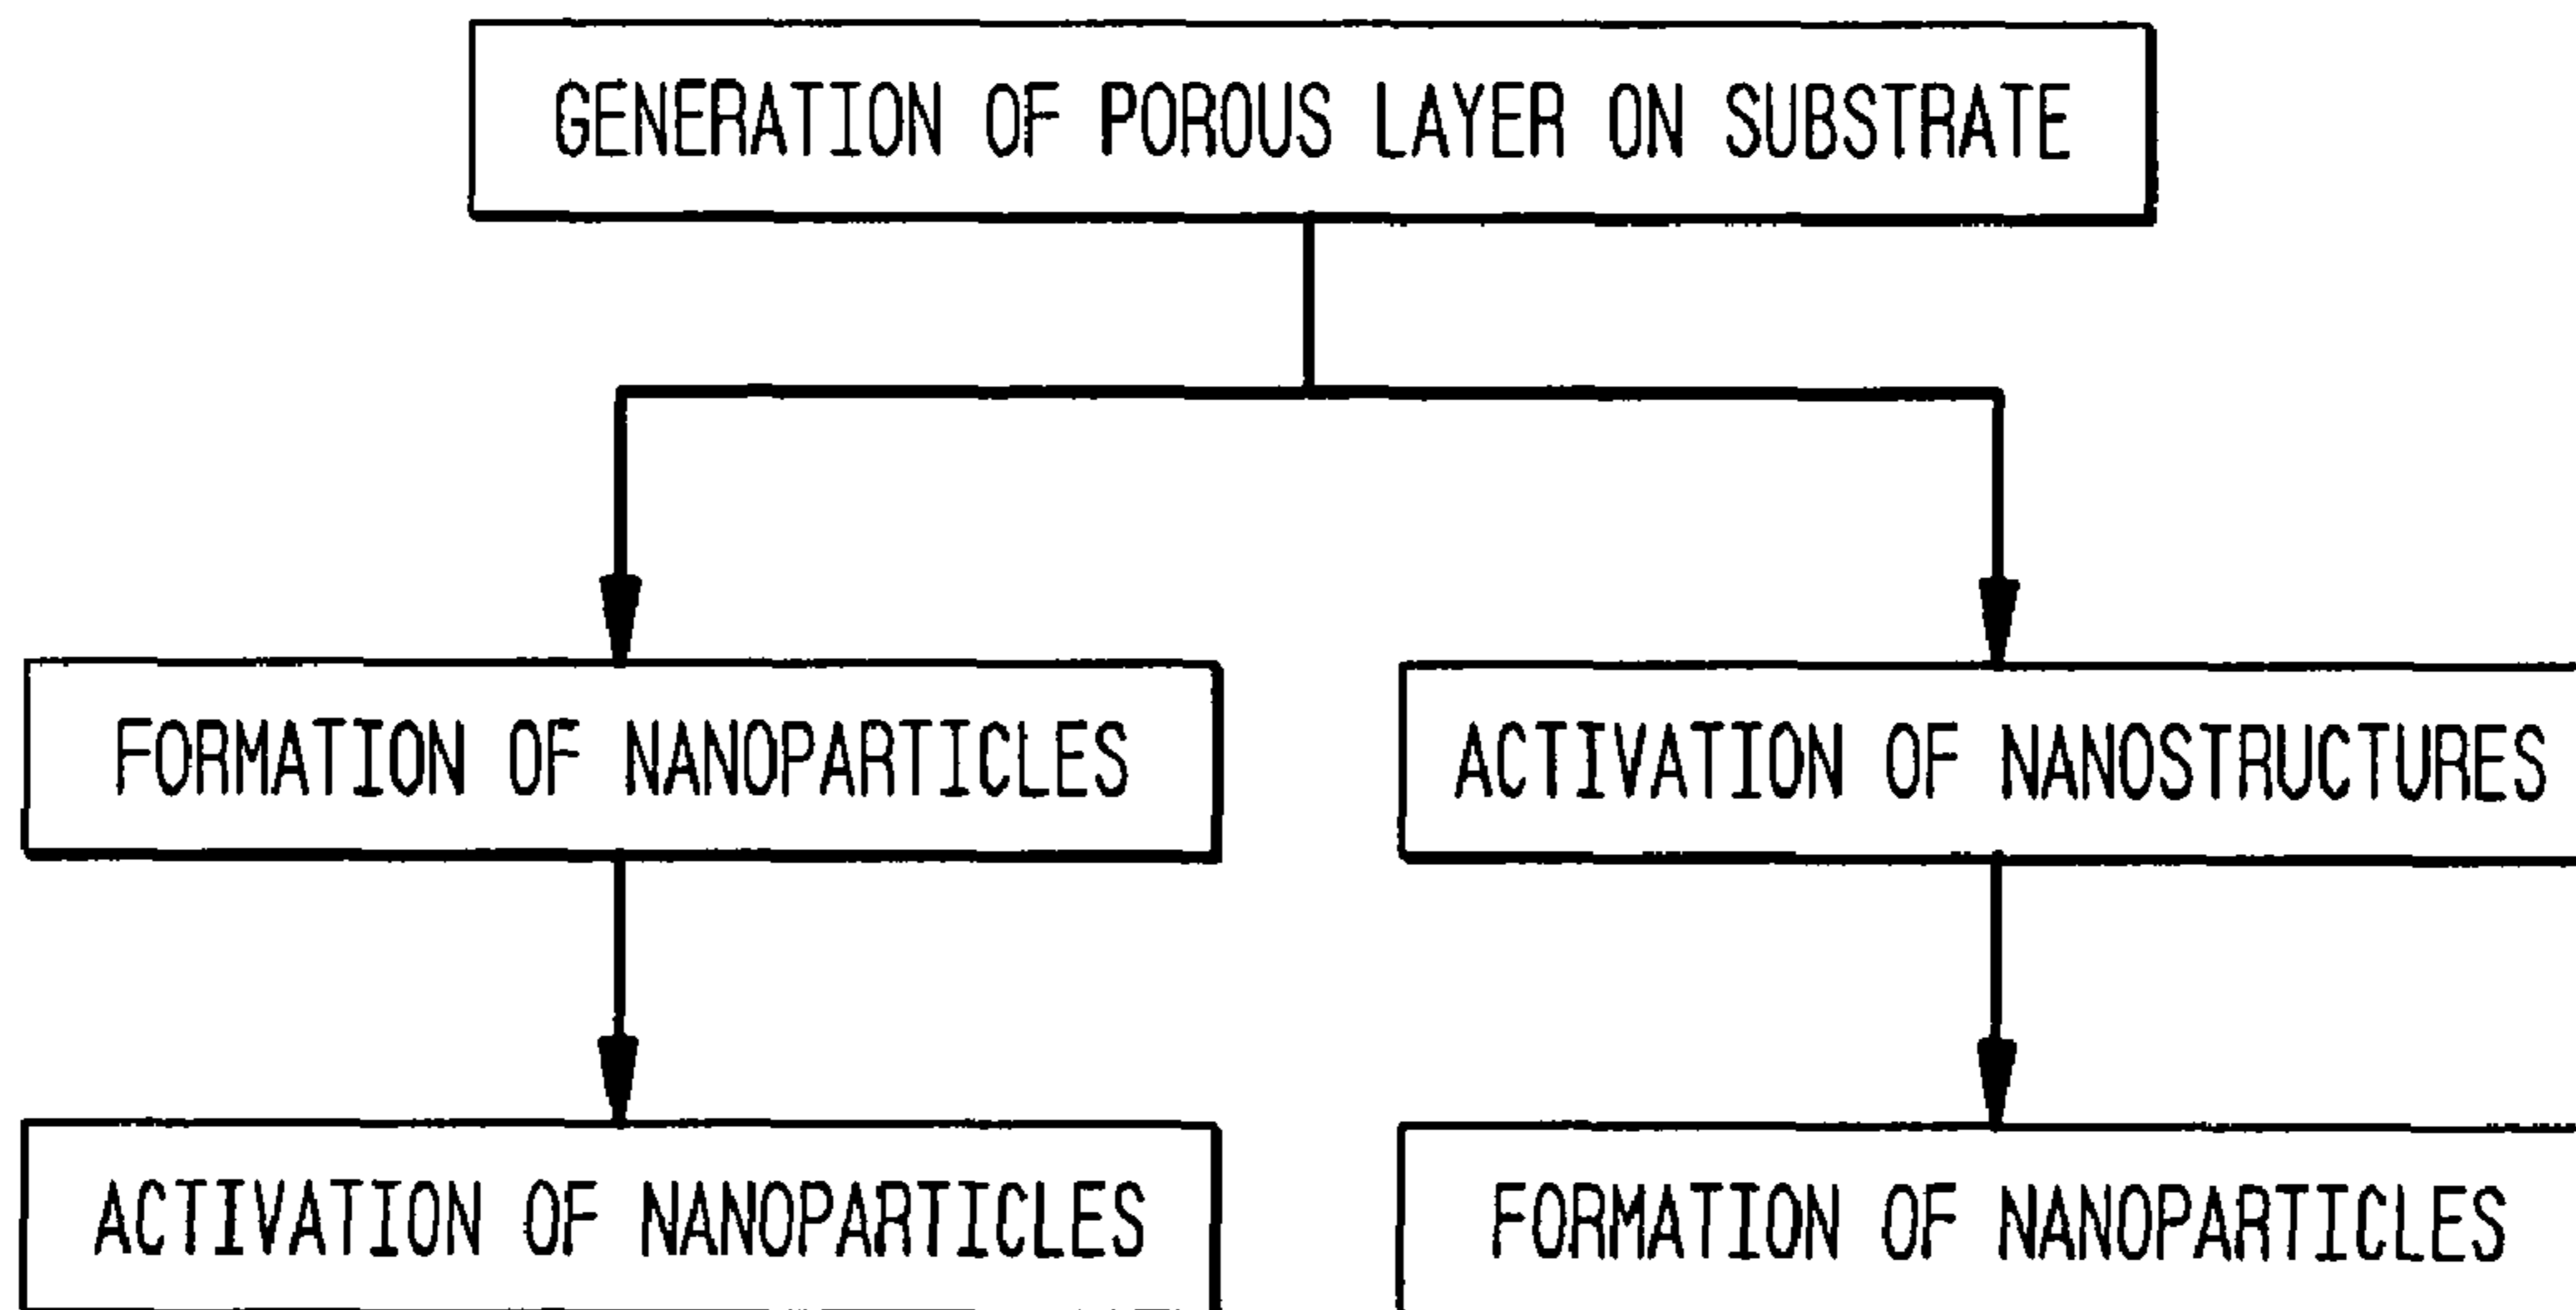 GENERATION OF POROUS LAYER ON SUBSTRATE
FORMATION OF NANOPARTICLES
ACTIVATION OF NANOSTRUCTURES
ACTIVATION OF NANOPARTICLES
FORMATION OF NANOPARTICLES